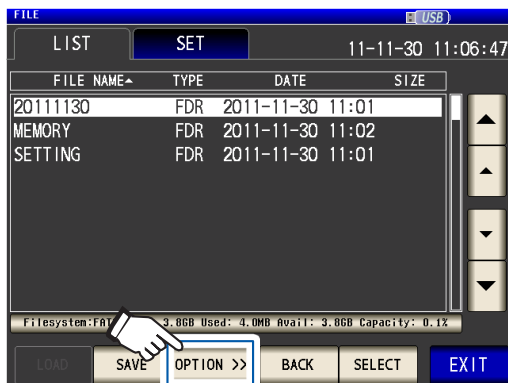 FILE USB
LIST SET 11-11-30 11:06:47
FILE NAME▲ TYPE DATE SIZE
20111130 FDR 2011-11-30 11:01
MEMORY FDR 2011-11-30 11:02
SETTING FDR 2011-11-30 11:01
Filesystem:FAT 3.8GB Used: 4.0MB Avail: 3.8GB Capacity: 0.1%
LOAD SAVE OPTION >> BACK SELECT EXIT